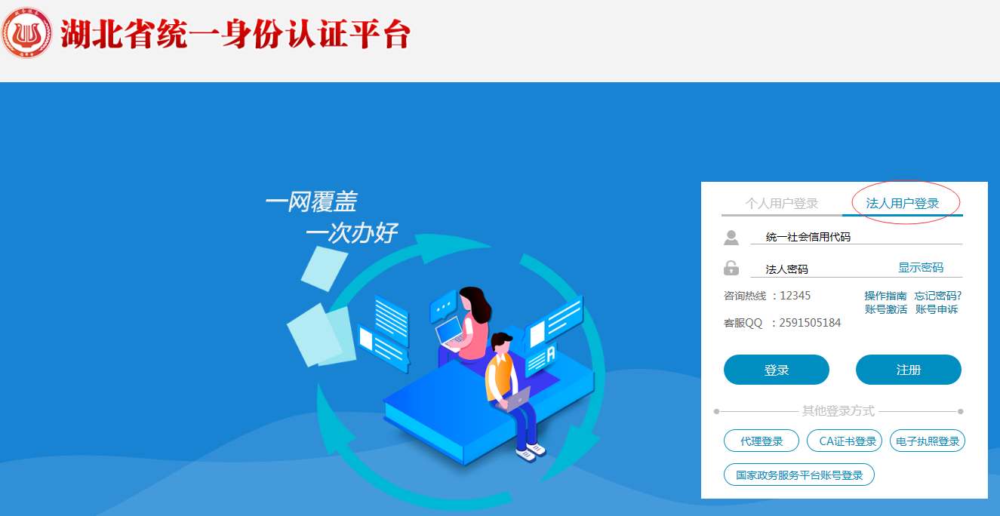 湖北省统一身份认证平台
一网覆盖
一次办好
个人用户登录 法人用户登录
统一社会信用代码
法人密码 显示密码
咨询热线 ：12345 操作指南 忘记密码?
账号激活 账号申诉
客服QQ ：2591505184
登录 注册
其他登录方式
代理登录 CA证书登录 电子执照登录
国家政务服务平台账号登录
A